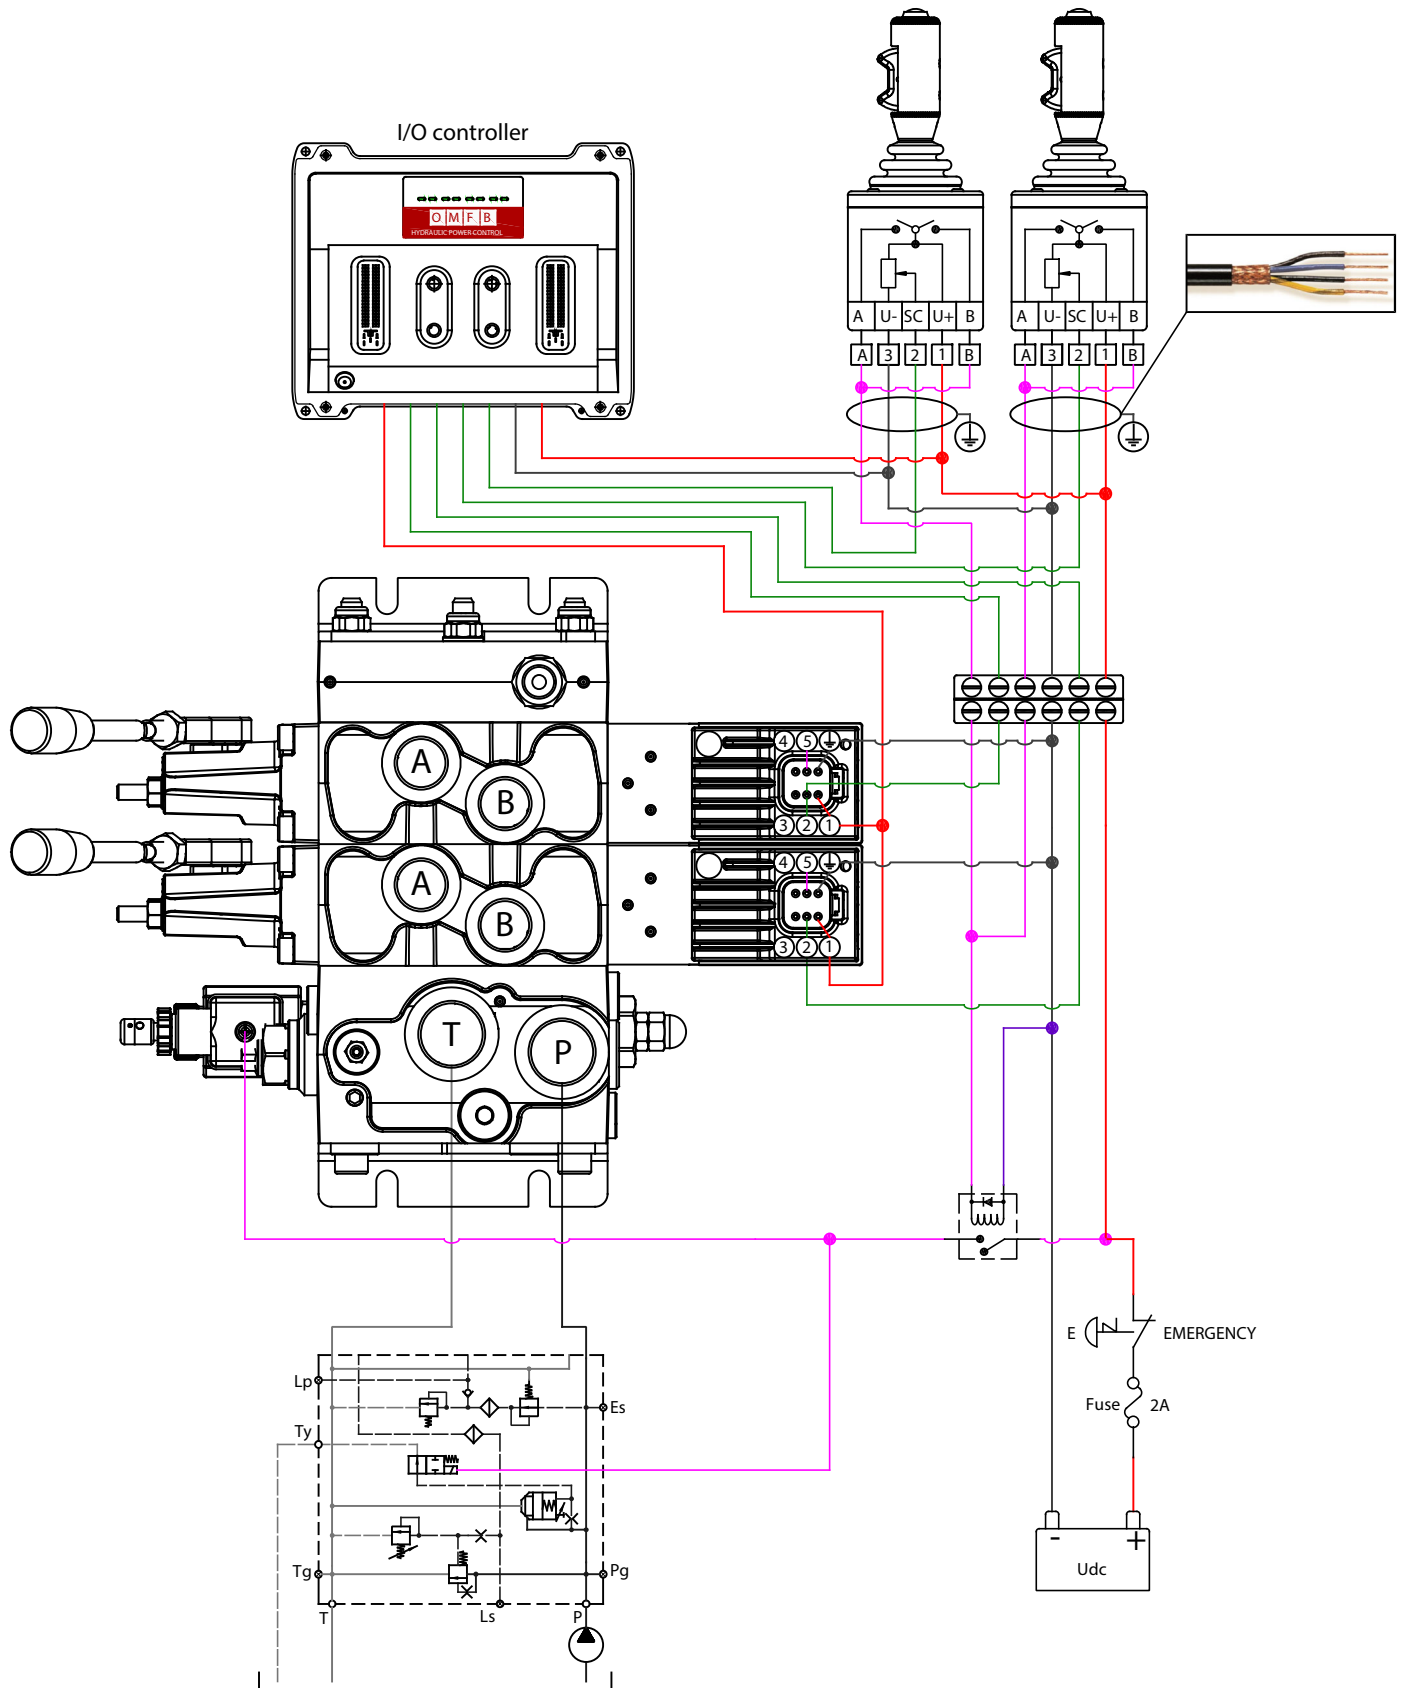 I/O controller
O M F B
HYDRAULIC POWER CONTROL
A U- SC U+ B
A 3 2 1 B
A U- SC U+ B
A 3 2 1 B
4 5
A
B
3 2 1
4 5
A
B
3 2 1
T
P
E
EMERGENCY
Fuse 2A
Lp
Es
Ty
- +
Udc
Tg
Pg
T
Ls
P